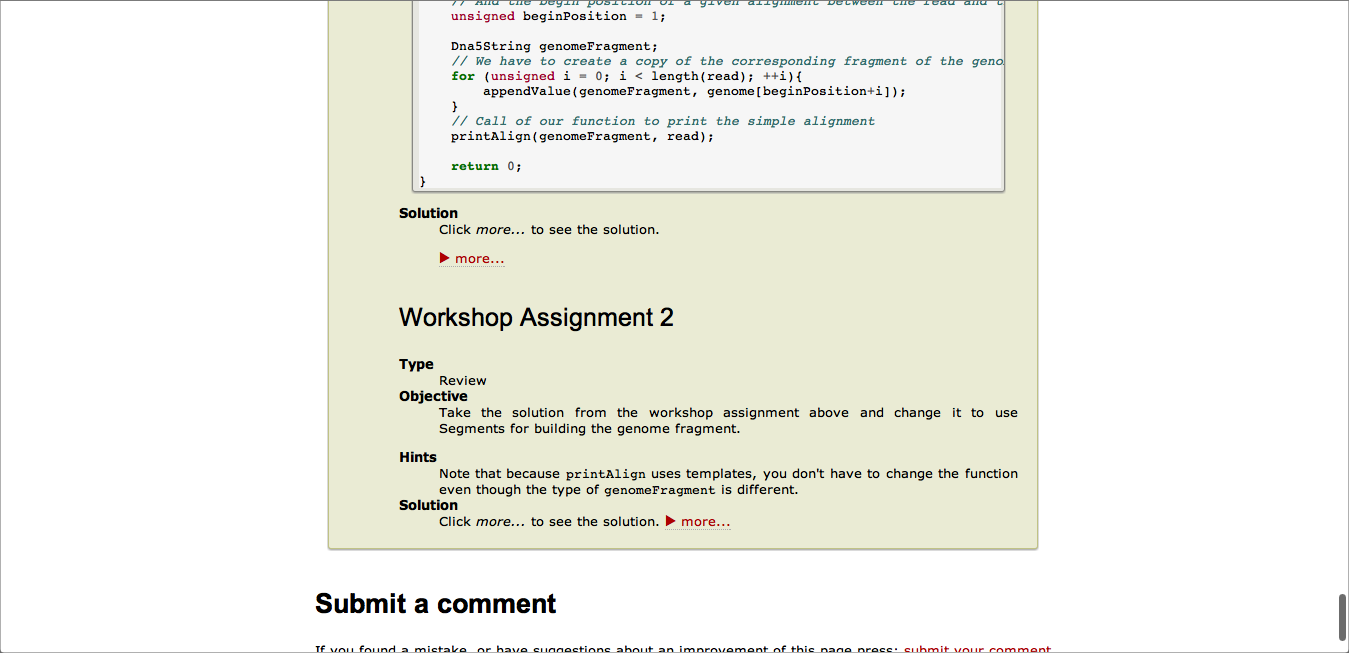 // And the begin position of a given alignment between the read and t
unsigned beginPosition = 1;
Dna5String genomeFragment;
// We have to create a copy of the corresponding fragment of the geno
for (unsigned i = 0; i < length(read); ++i){
appendValue(genomeFragment, genome[beginPosition+i]);
}
// Call of our function to print the simple alignment
printAlign(genomeFragment, read);
return 0;
}
Solution
Click more... to see the solution.
▶ more...
Workshop Assignment 2
Type
Review
Objective
Take the solution from the workshop assignment above and change it to use
Segments for building the genome fragment.
Hints
Note that because printAlign uses templates, you don't have to change the function
even though the type of genomeFragment is different.
Solution
Click more... to see the solution. ▶ more...
Submit a comment
If you found a mistake, or have suggestions about an improvement of this page press: submit your comment